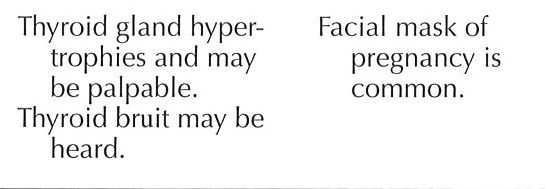 Thyroid gland hyper-
trophies and may
be palpable.
Thyroid bruit may be
heard.
Facial mask of
pregnancy is
common.